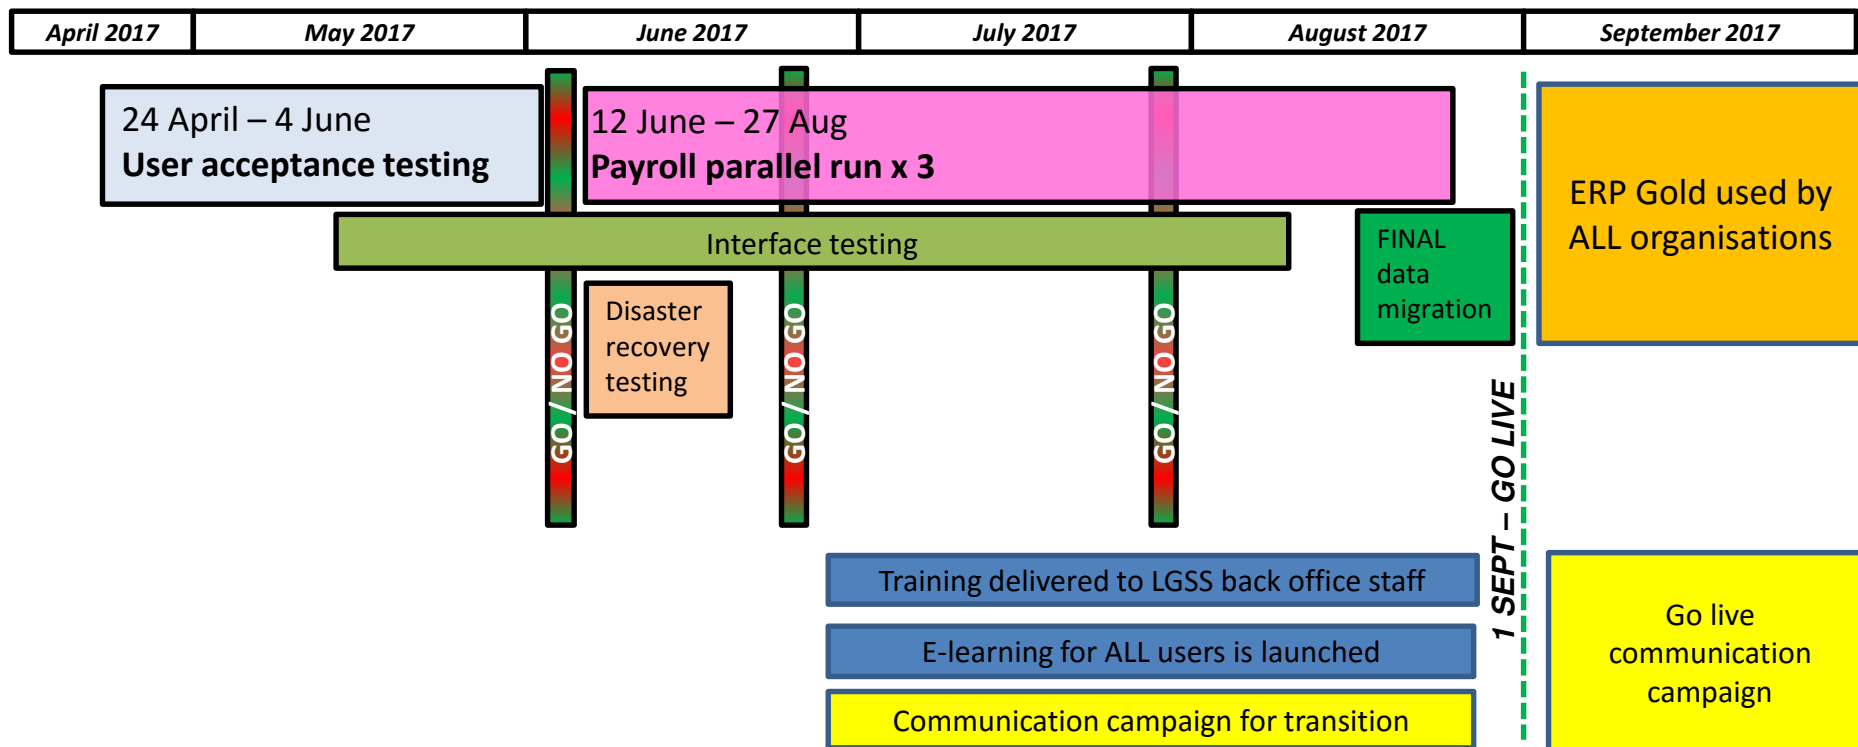 April 2017
May 2017
June 2017
July 2017
August 2017
September 2017
24 April – 4 June
User acceptance testing
12 June – 27 Aug
Payroll parallel run x 3
ERP Gold used by
ALL organisations
Interface testing
FINAL
data
migration
Disaster
recovery
testing
GO / NO GO
GO / NO GO
GO / NO GO
1 SEPT – GO LIVE
Training delivered to LGSS back office staff
E-learning for ALL users is launched
Communication campaign for transition
Go live
communication
campaign